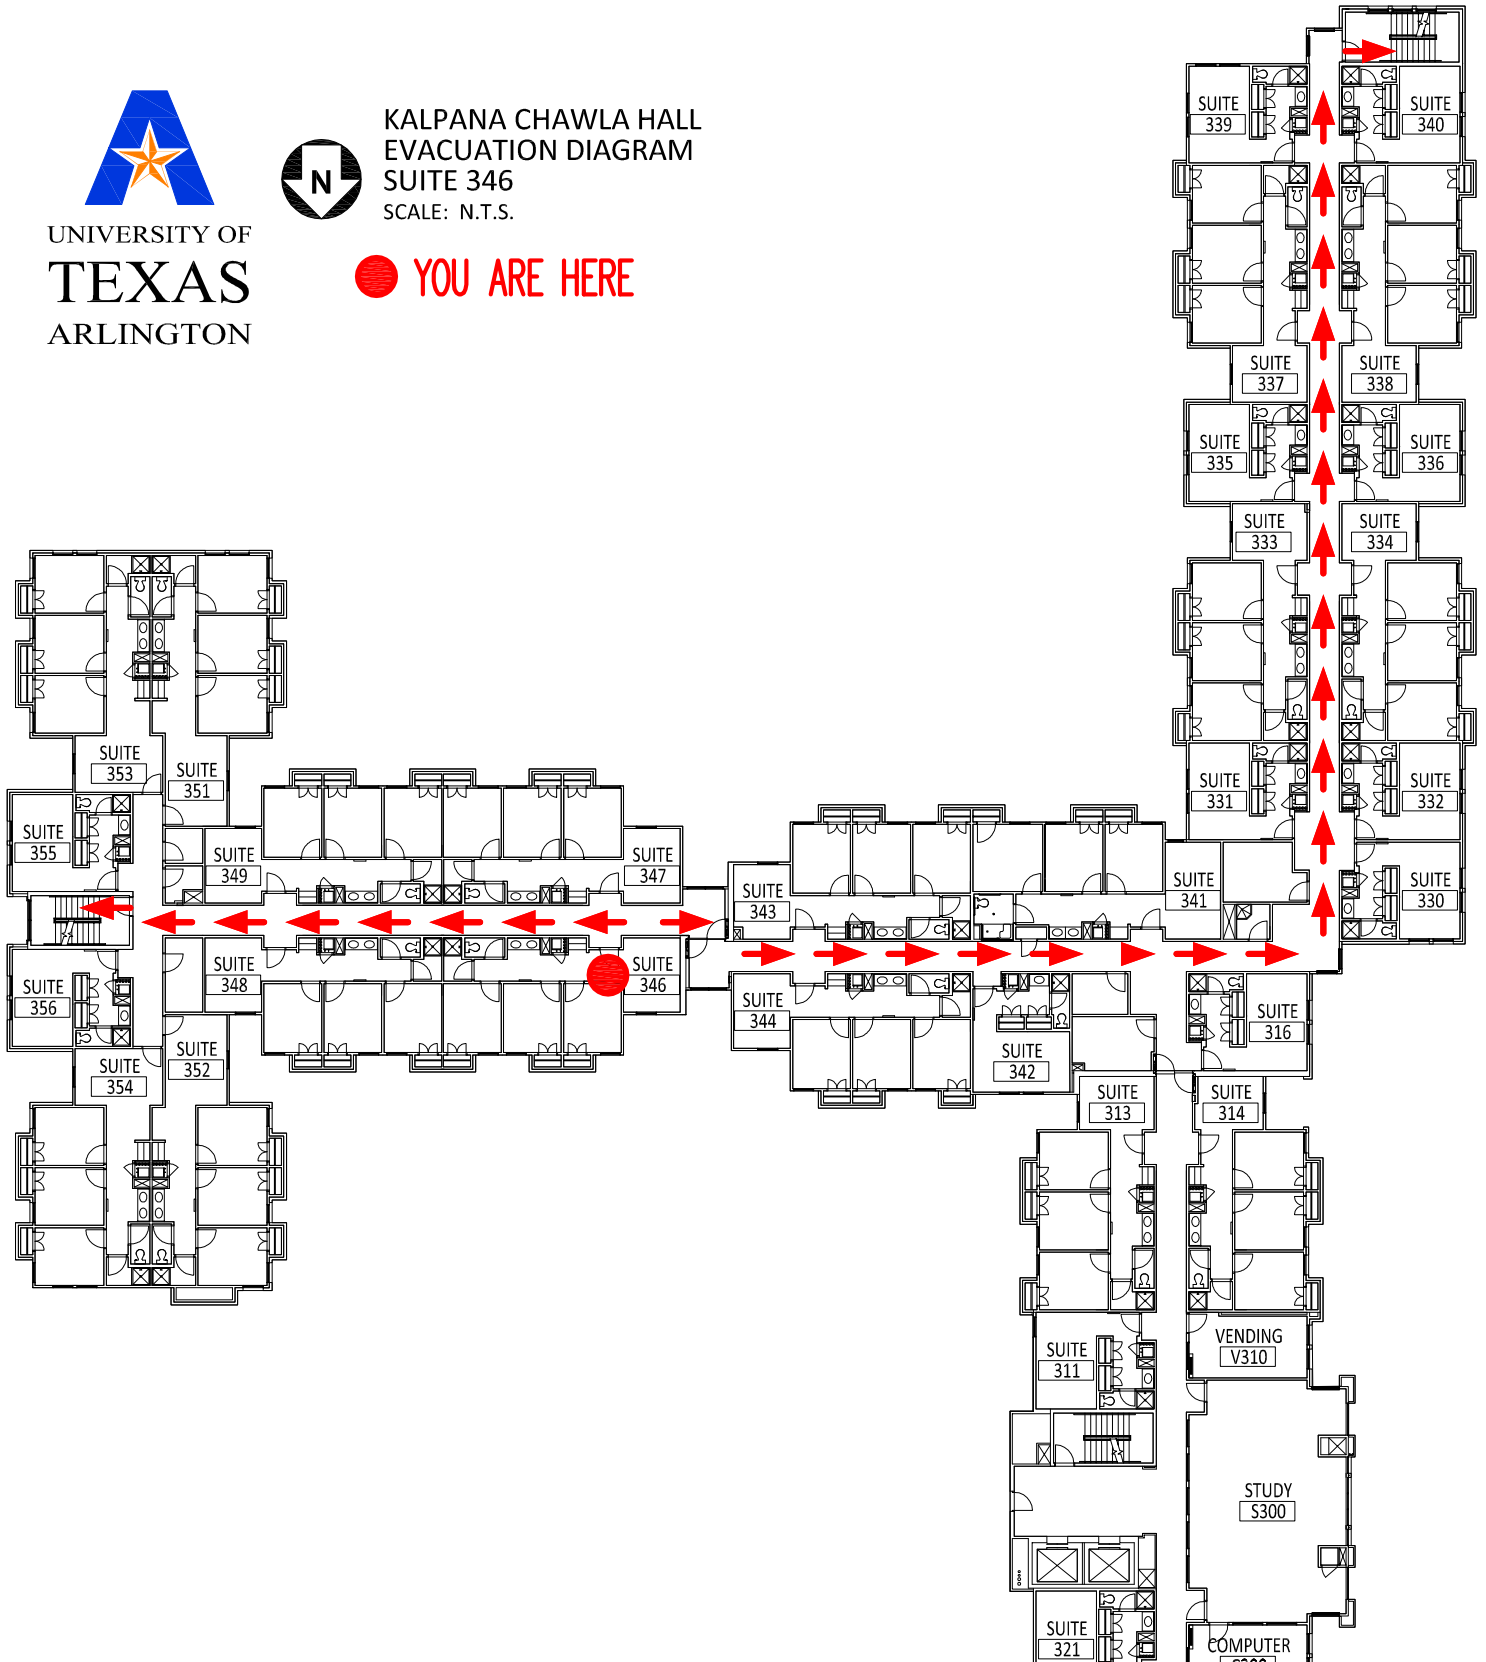 UNIVERSITY OF
TEXAS
ARLINGTON
N
KALPANA CHAWLA HALL
EVACUATION DIAGRAM
SUITE 346
SCALE: N.T.S.
YOU ARE HERE
SUITE
339
SUITE
340
SUITE
337
SUITE
338
SUITE
335
SUITE
336
SUITE
333
SUITE
334
SUITE
331
SUITE
332
SUITE
353
SUITE
351
SUITE
355
SUITE
349
SUITE
347
SUITE
343
SUITE
341
SUITE
330
SUITE
356
SUITE
348
SUITE
346
SUITE
344
SUITE
316
SUITE
354
SUITE
352
SUITE
342
SUITE
313
SUITE
314
SUITE
311
VENDING
V310
STUDY
S300
SUITE
321
COMPUTER